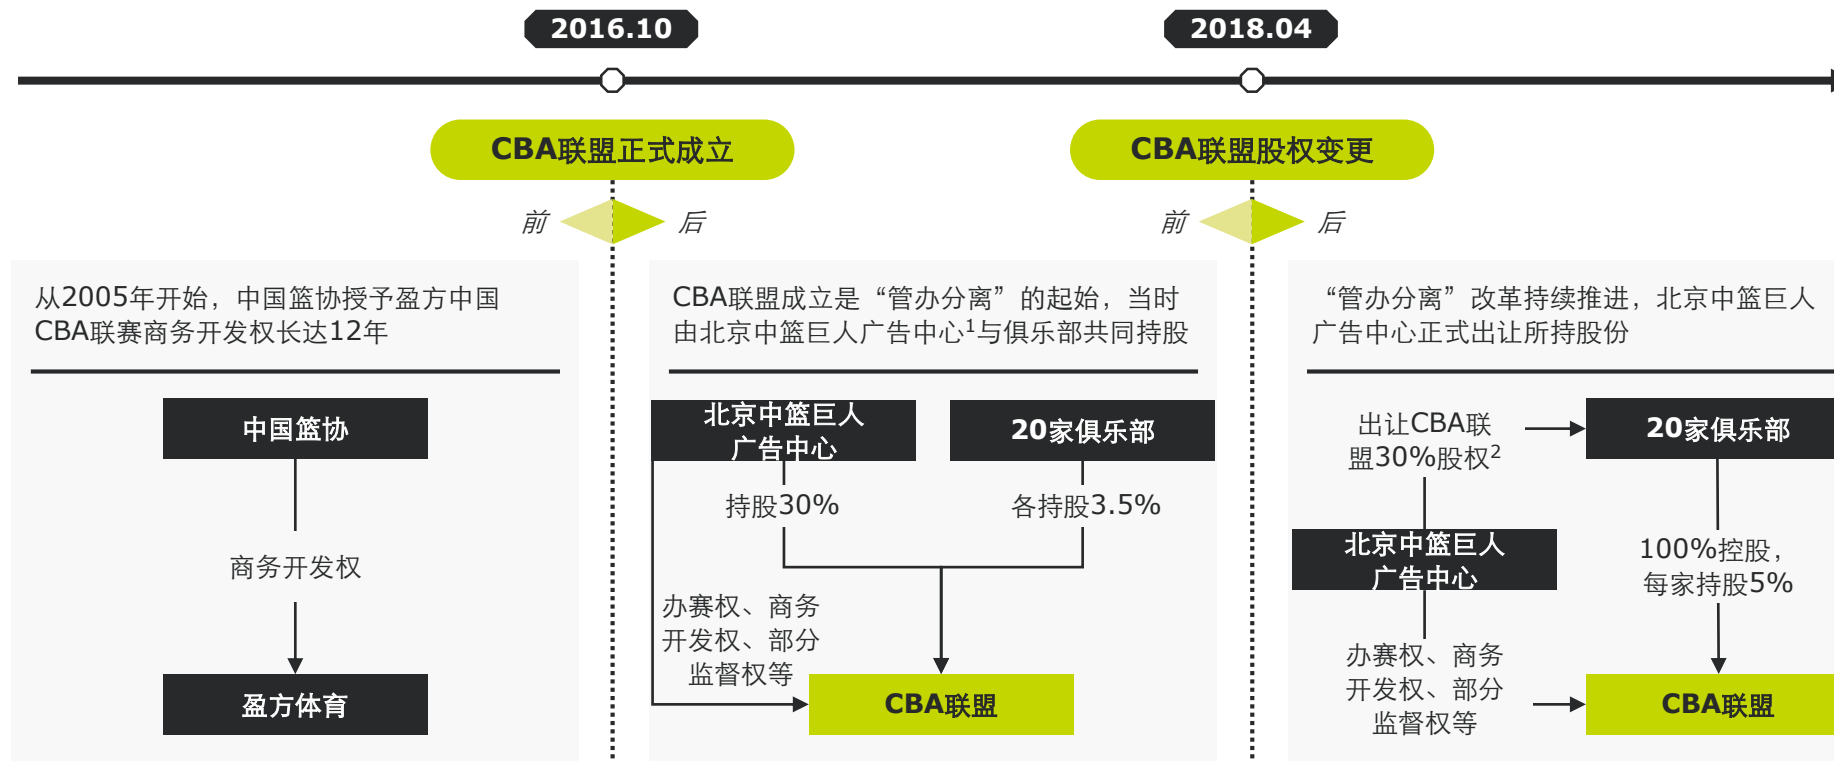 2016.10
2018.04
CBA联盟正式成立
CBA联盟股权变更
前
后
前
后
从2005年开始，中国篮协授予盈方中国
CBA联赛商务开发权长达12年
中国篮协
商务开发权
盈方体育
CBA联盟成立是“管办分离”的起始，当时
由北京中篮巨人广告中心1与俱乐部共同持股
北京中篮巨人
广告中心
20家俱乐部
持股30%
各持股3.5%
办赛权、商务
开发权、部分
监督权等
CBA联盟
“管办分离”改革持续推进，北京中篮巨人
广告中心正式出让所持股份
出让CBA联
盟30%股权2
20家俱乐部
北京中篮巨人
广告中心
100%控股，
每家持股5%
办赛权、商务
开发权、部分
监督权等
CBA联盟